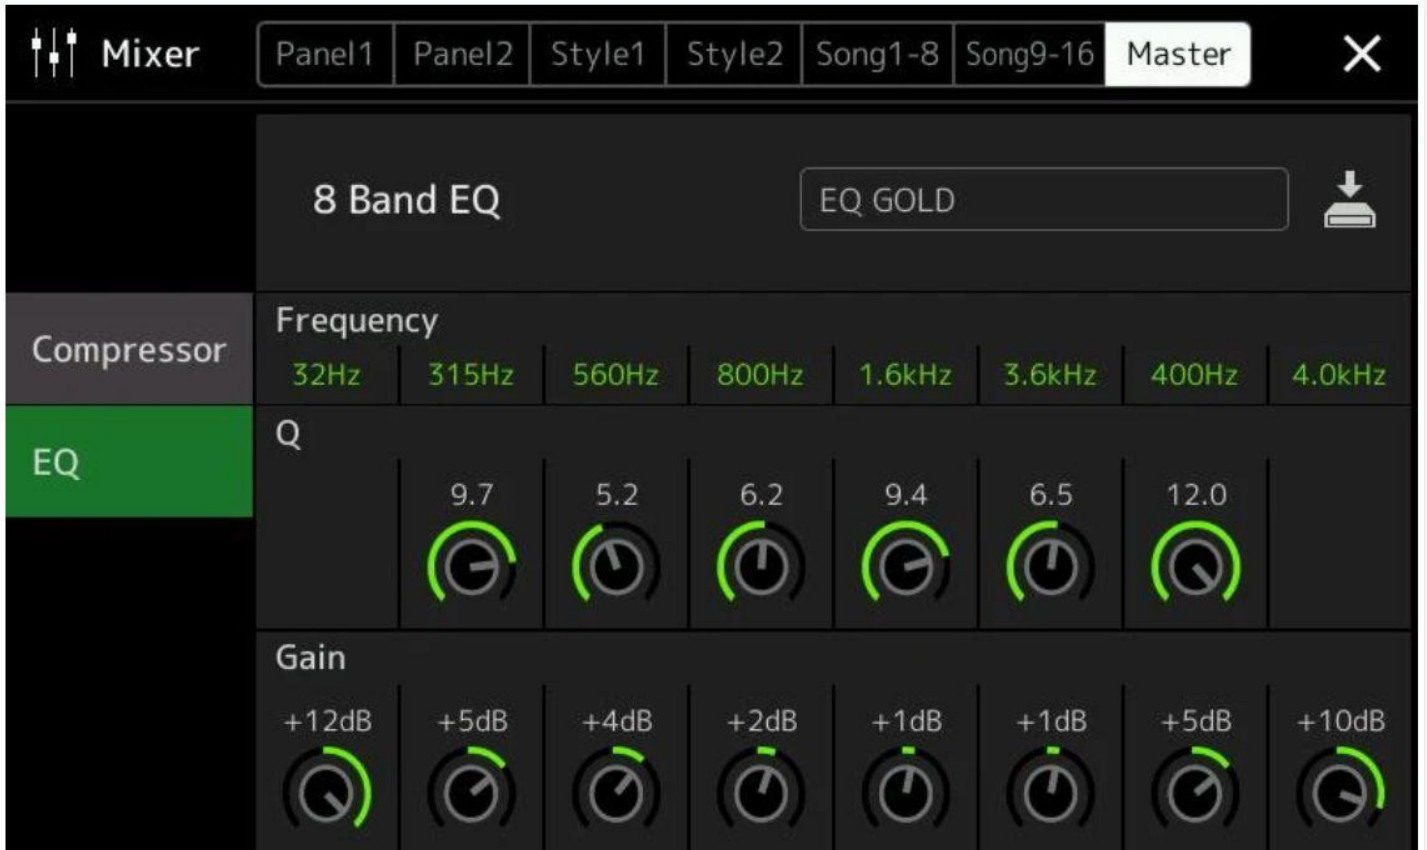 Mixer Panel1 Panel2 Style1 Style2 Song1-8 Song9-16 Master
8 Band EQ EQ GOLD
Compressor
EQ
Frequency
32Hz 315Hz 560Hz 800Hz 1.6kHz 3.6kHz 400Hz 4.0kHz
Q
9.7 5.2 6.2 9.4 6.5 12.0
Gain
+12dB +5dB +4dB +2dB +1dB +1dB +5dB +10dB